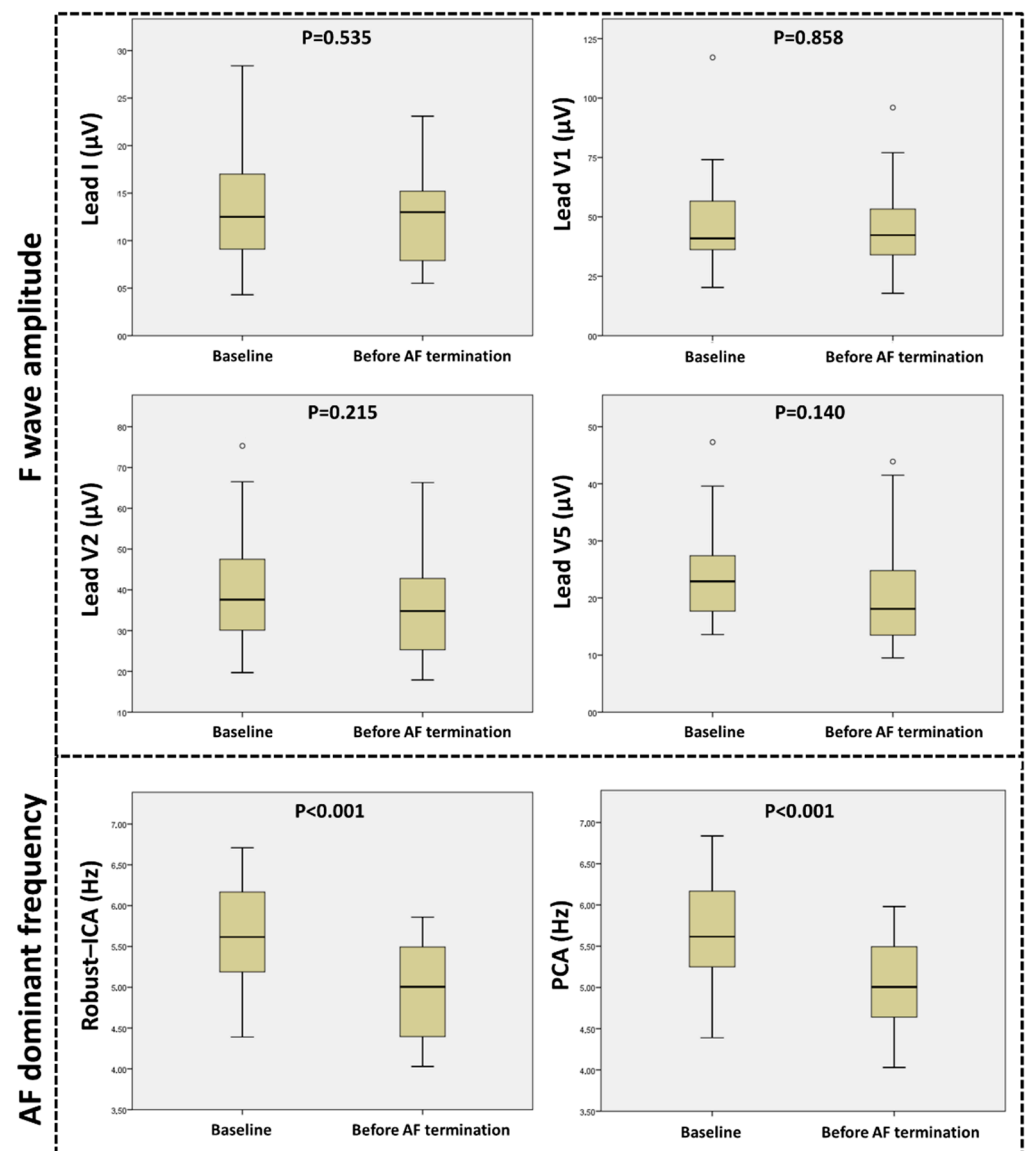 F wave amplitude
P=0.535
Lead I (µV)
30
25
20
15
10
05
00
Baseline
Before AF termination
P=0.858
Lead V1 (µV)
125
100
75
50
25
00
Baseline
Before AF termination
P=0.215
Lead V2 (µV)
80
70
60
50
40
30
20
10
Baseline
Before AF termination
P=0.140
Lead V5 (µV)
50
40
30
20
10
00
Baseline
Before AF termination
AF dominant frequency
P<0.001
Robust–ICA (Hz)
7,00
6,50
6,00
5,50
5,00
4,50
4,00
3,50
Baseline
Before AF termination
P<0.001
PCA (Hz)
7,00
6,50
6,00
5,50
5,00
4,50
4,00
3,50
Baseline
Before AF termination